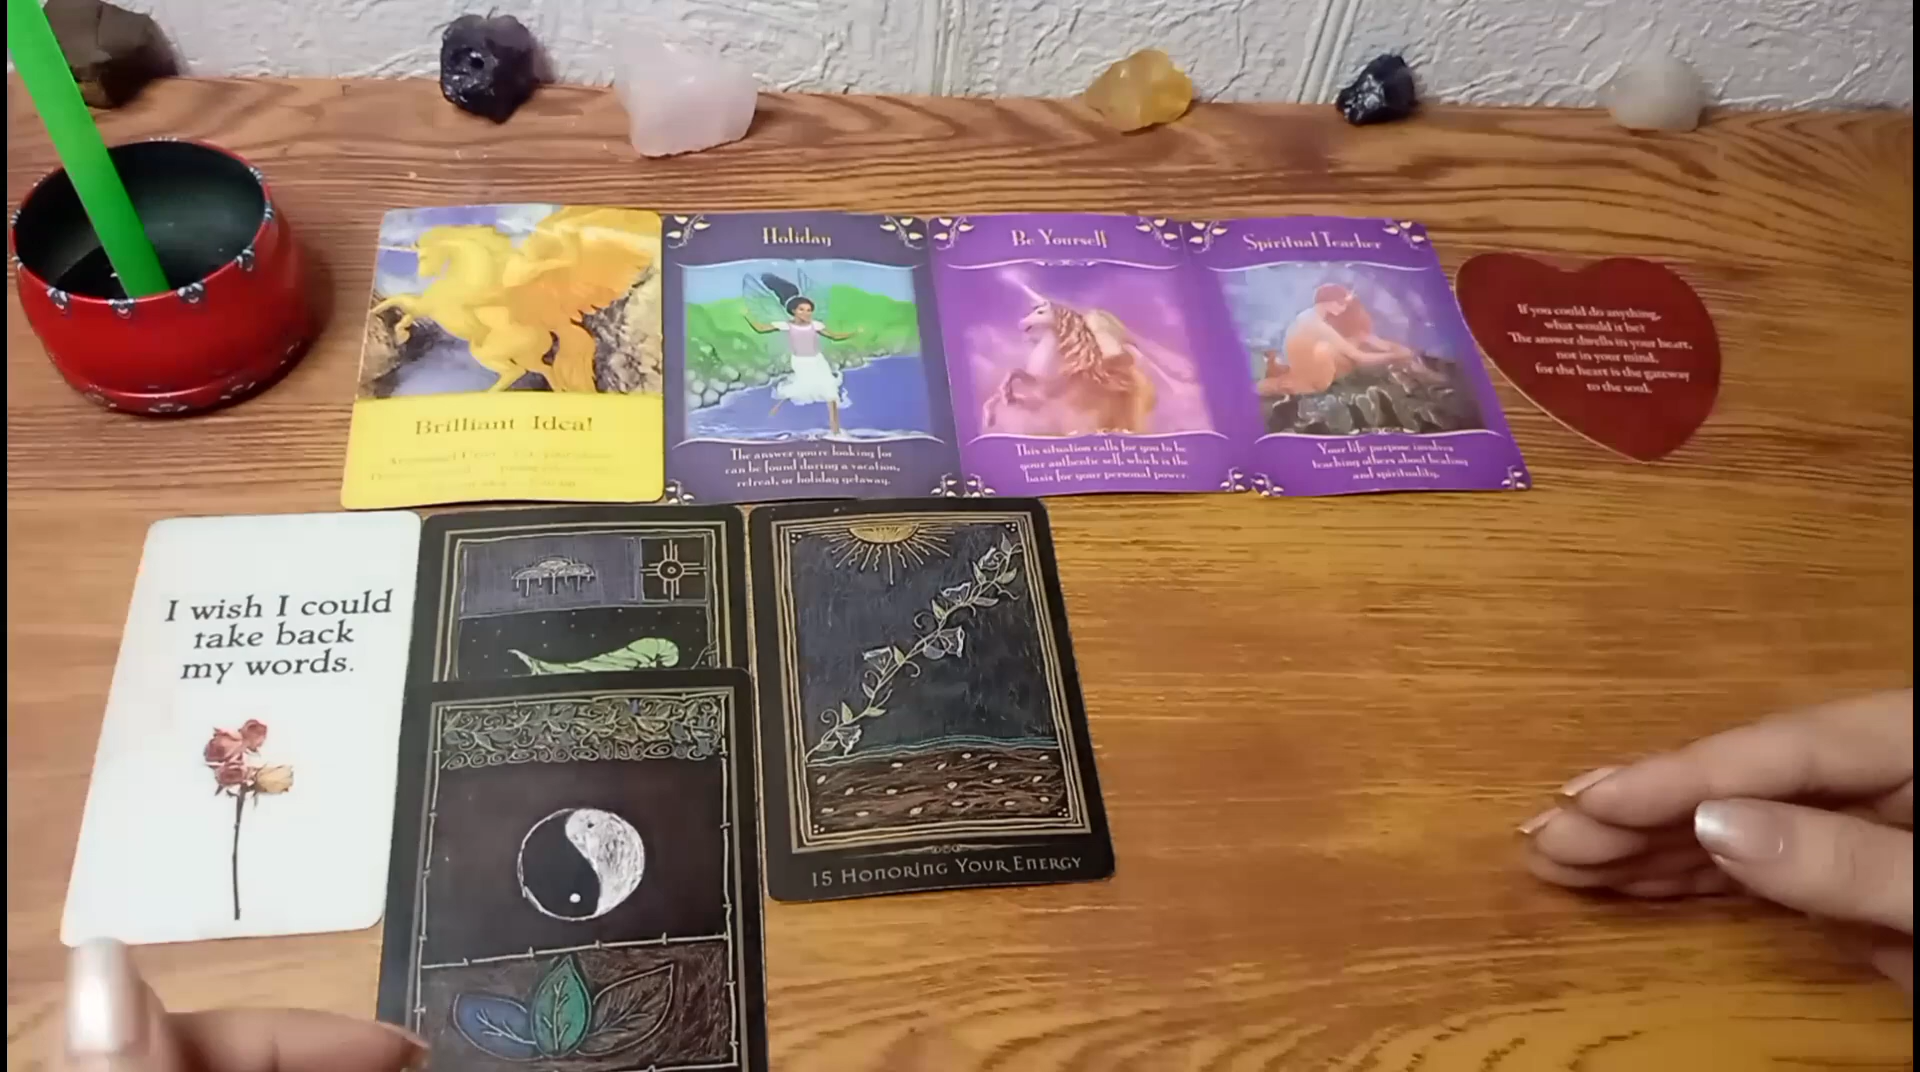 Brilliant Idea!
Holiday
The answer you're looking for
can be found during a vacation,
retreat, or holiday getaway.
Be Yourself
This situation calls for you to be
your authentic self, which is the
basis for your personal power.
Spiritual Teacher
Your life purpose involves
teaching others about healing
and spirituality.
If you could do anything,
what would it be?
The answer dwells in your heart,
not in your mind,
for the heart is the gateway
to the soul.
I wish I could
take back
my words.
15 HONORING YOUR ENERGY